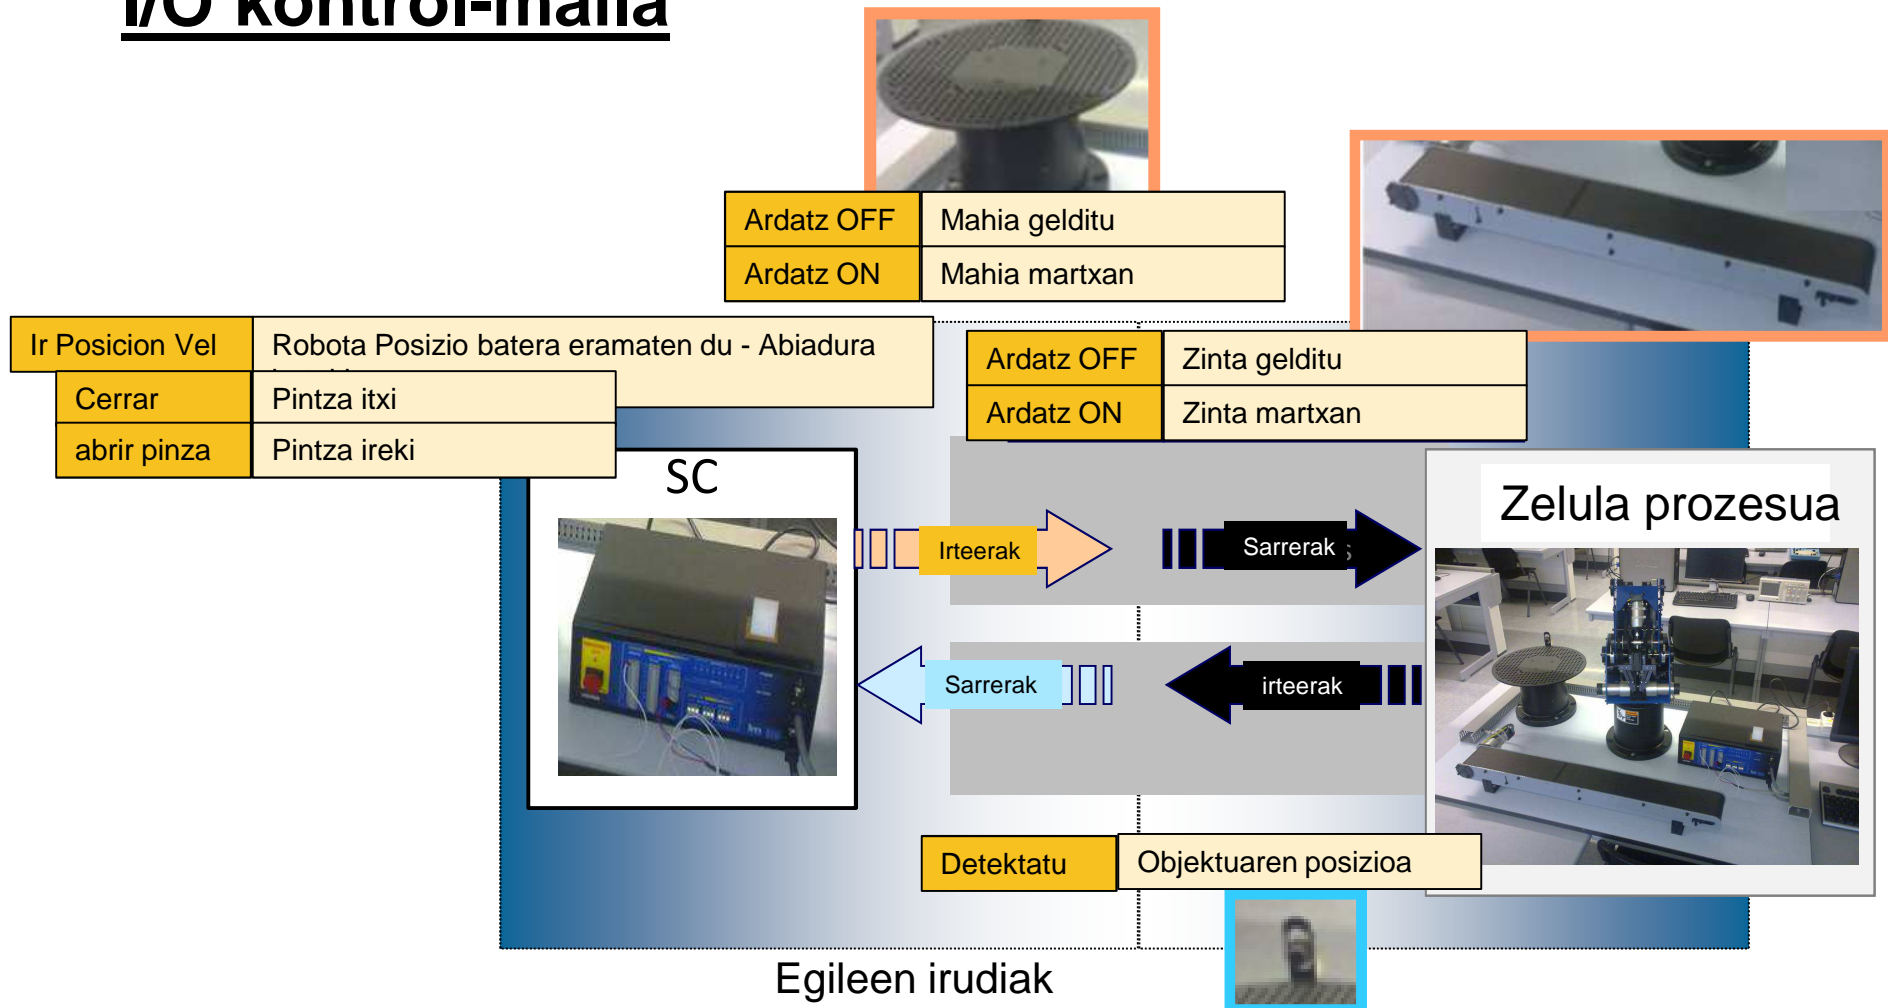 I/O kontrol-maila
Ardatz OFF Mahia gelditu
Ardatz ON Mahia martxan
Ir Posicion Vel Robota Posizio batera eramaten du - Abiadura
Cerrar Pintza itxi
abrir pinza Pintza ireki
Ardatz OFF Zinta gelditu
Ardatz ON Zinta martxan
SC
Zelula prozesua
Irteerak
Sarrerak
Sarrerak
irteerak
Detektatu Objektuaren posizioa
Egileen irudiak